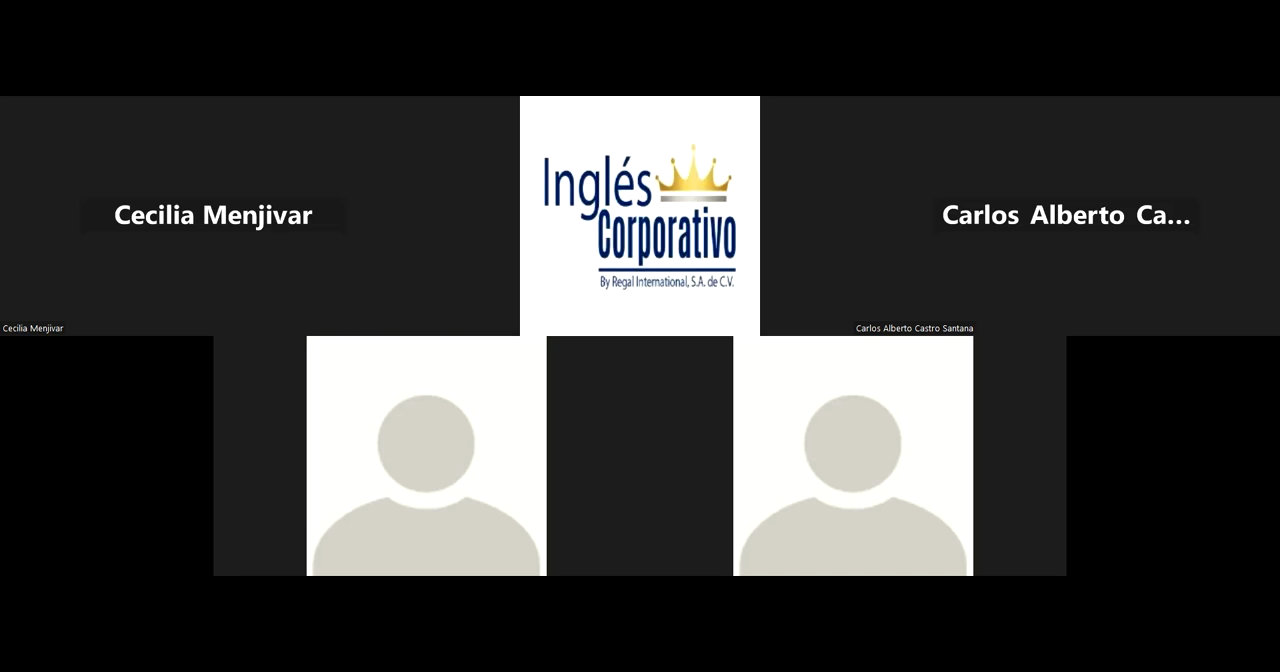 Cecilia Menjivar
Inglés
Corporativo
By Regal International, S.A. de C.V.
Carlos Alberto Ca...
Cecilia Menjivar
Carlos Alberto Castro Santana